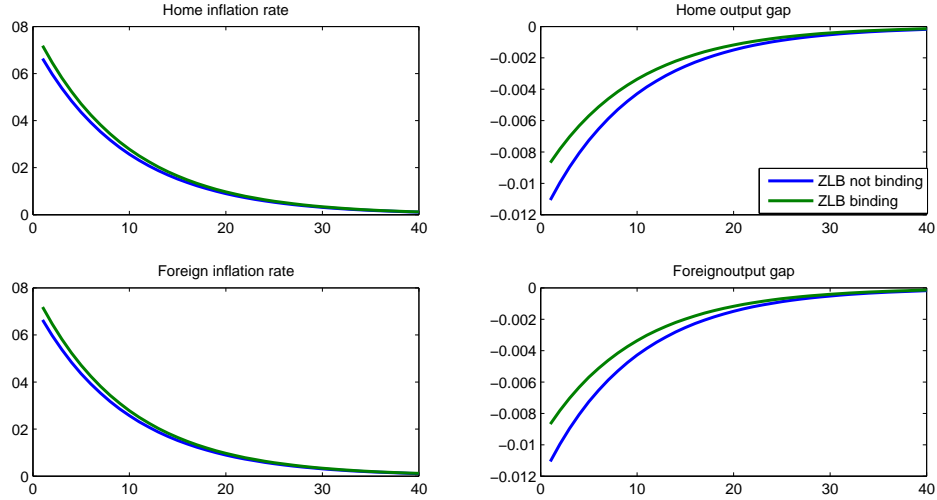 Home inflation rate
08
06
04
02
0
0 10 20 30 40
Home output gap
0
−0.002
−0.004
−0.006
−0.008
−0.01
−0.012
0 10 20 30 40
ZLB not binding
ZLB binding
Foreign inflation rate
08
06
04
02
0
0 10 20 30 40
Foreignoutput gap
0
−0.002
−0.004
−0.006
−0.008
−0.01
−0.012
0 10 20 30 40